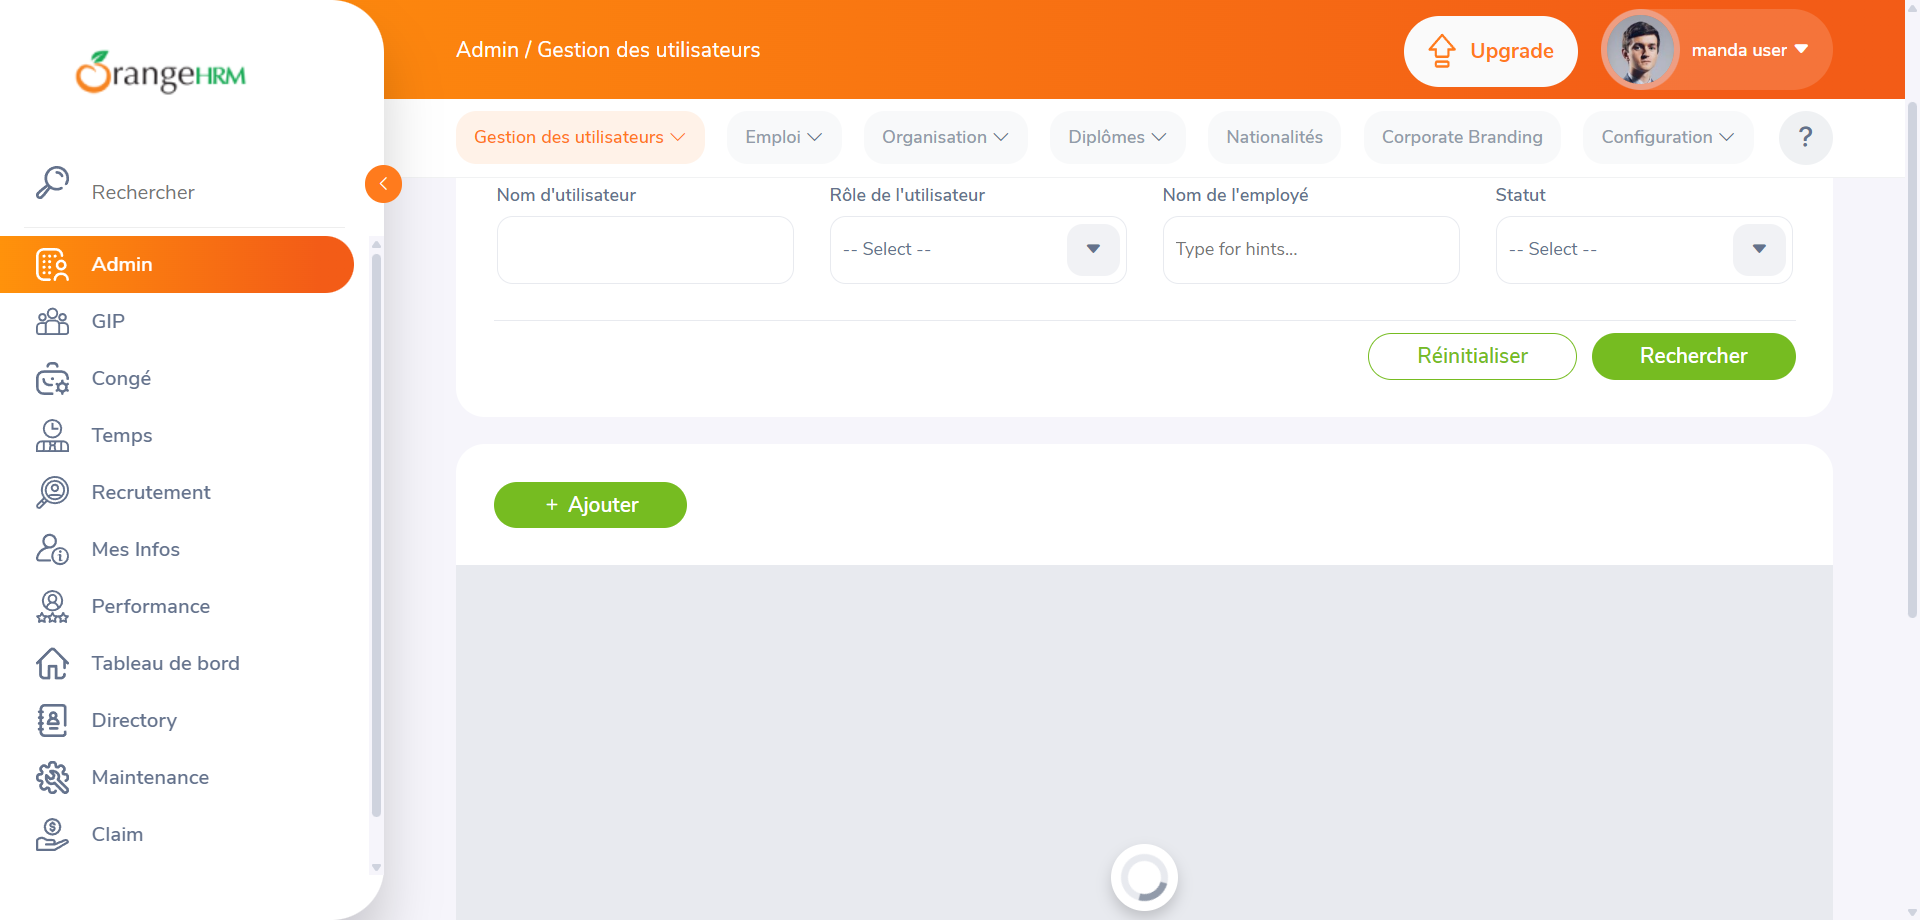 OrangeHRM
Rechercher
Admin
GIP
Congé
Temps
Recrutement
Mes Infos
Performance
Tableau de bord
Directory
Maintenance
Claim
Admin / Gestion des utilisateurs
Upgrade
manda user
Gestion des utilisateurs
Emploi
Organisation
Diplômes
Nationalités
Corporate Branding
Configuration
?
Nom d'utilisateur
Rôle de l'utilisateur
Nom de l'employé
Statut
-- Select --
Type for hints...
-- Select --
Réinitialiser
Rechercher
+ Ajouter